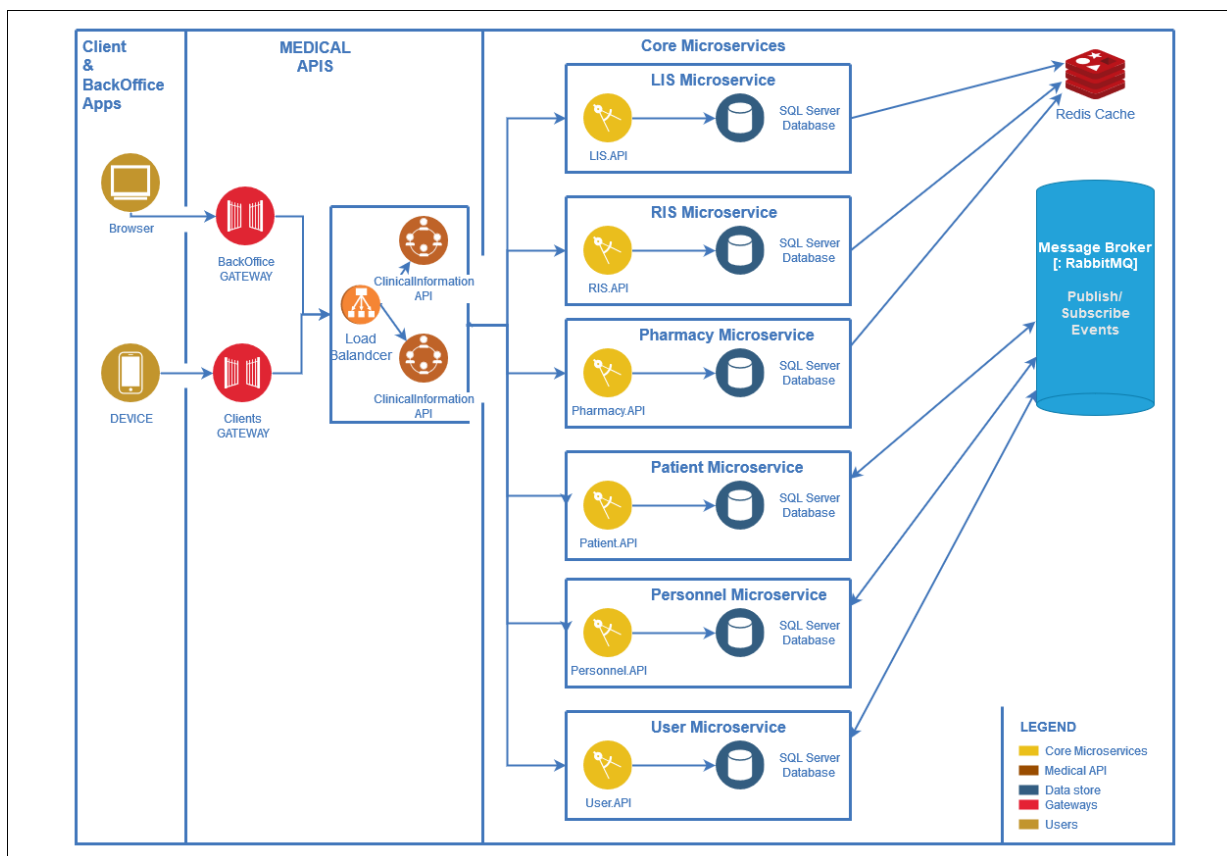 Client
&
BackOffice
Apps
MEDICAL
APIS
Core Microservices
Browser
DEVICE
BackOffice
GATEWAY
Clients
GATEWAY
ClinicalInformation
API
Load
Balandcer
ClinicalInformation
API
LIS Microservice
SQL Server
Database
LIS.API
RIS Microservice
SQL Server
Database
RIS.API
Pharmacy Microservice
SQL Server
Database
Pharmacy.API
Patient Microservice
SQL Server
Database
Patient.API
Personnel Microservice
SQL Server
Database
Personnel.API
User Microservice
SQL Server
Database
User.API
Redis Cache
Message Broker
[: RabbitMQ]
Publish/
Subscribe
Events
LEGEND
Core Microservices
Medical API
Data store
Gateways
Users